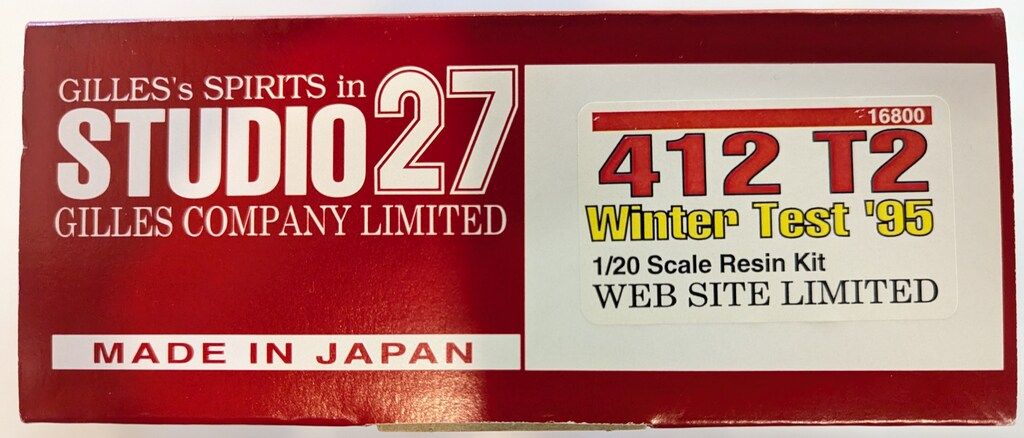 GILLES's SPIRITS in
STUDIO27
GILLES COMPANY LIMITED
MADE IN JAPAN
16800
412 T2
Winter Test '95
1/20 Scale Resin Kit
WEB SITE LIMITED